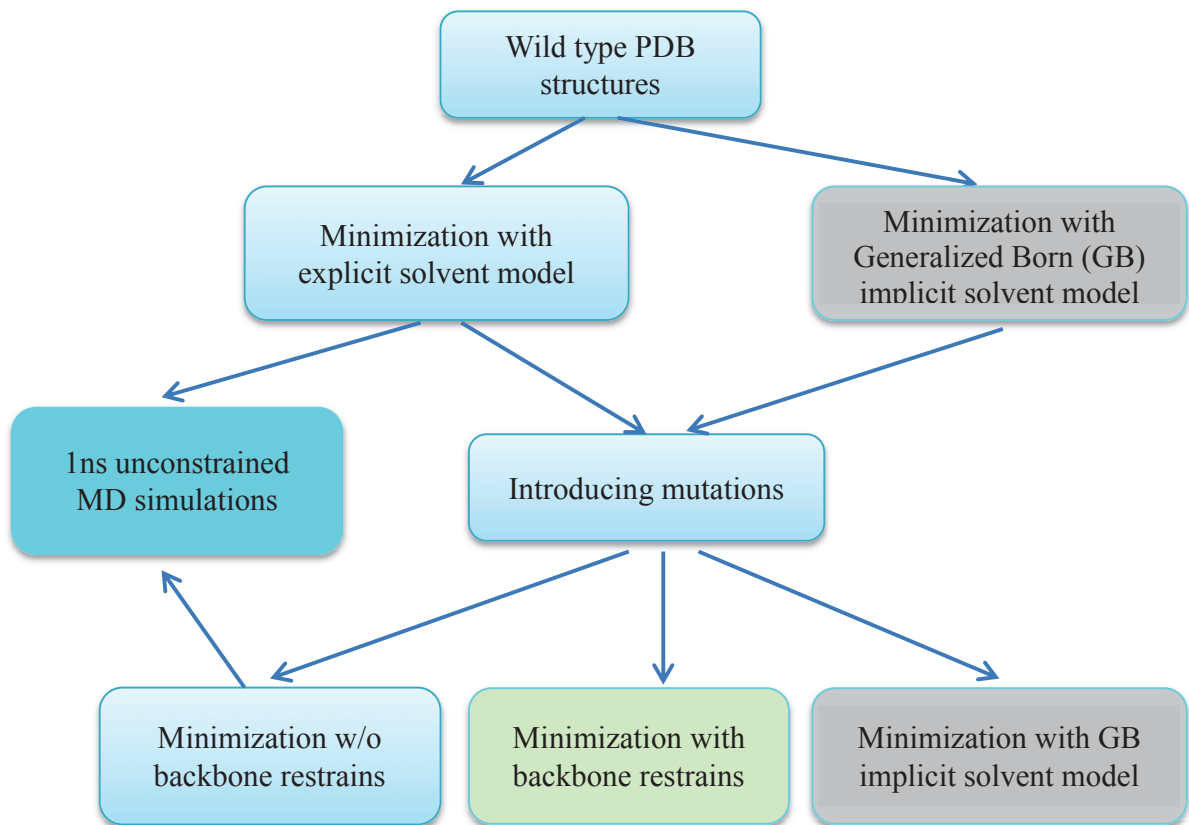 Wild type PDB
structures
Minimization with
explicit solvent model
Minimization with
Generalized Born (GB)
implicit solvent model
1ns unconstrained
MD simulations
Introducing mutations
Minimization w/o
backbone restrains
Minimization with
backbone restrains
Minimization with GB
implicit solvent model